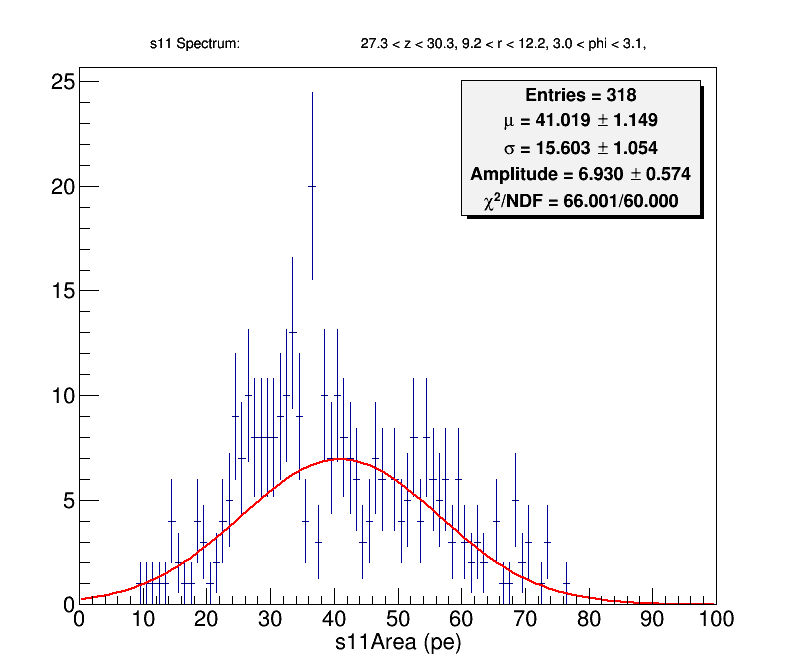 s11 Spectrum: 27.3 < z < 30.3, 9.2 < r < 12.2, 3.0 < phi < 3.1,
Entries = 318
μ = 41.019 ± 1.149
σ = 15.603 ± 1.054
Amplitude = 6.930 ± 0.574
χ²/NDF = 66.001/60.000
25
20
15
10
5
0
0 10 20 30 40 50 60 70 80 90 100
s11Area (pe)